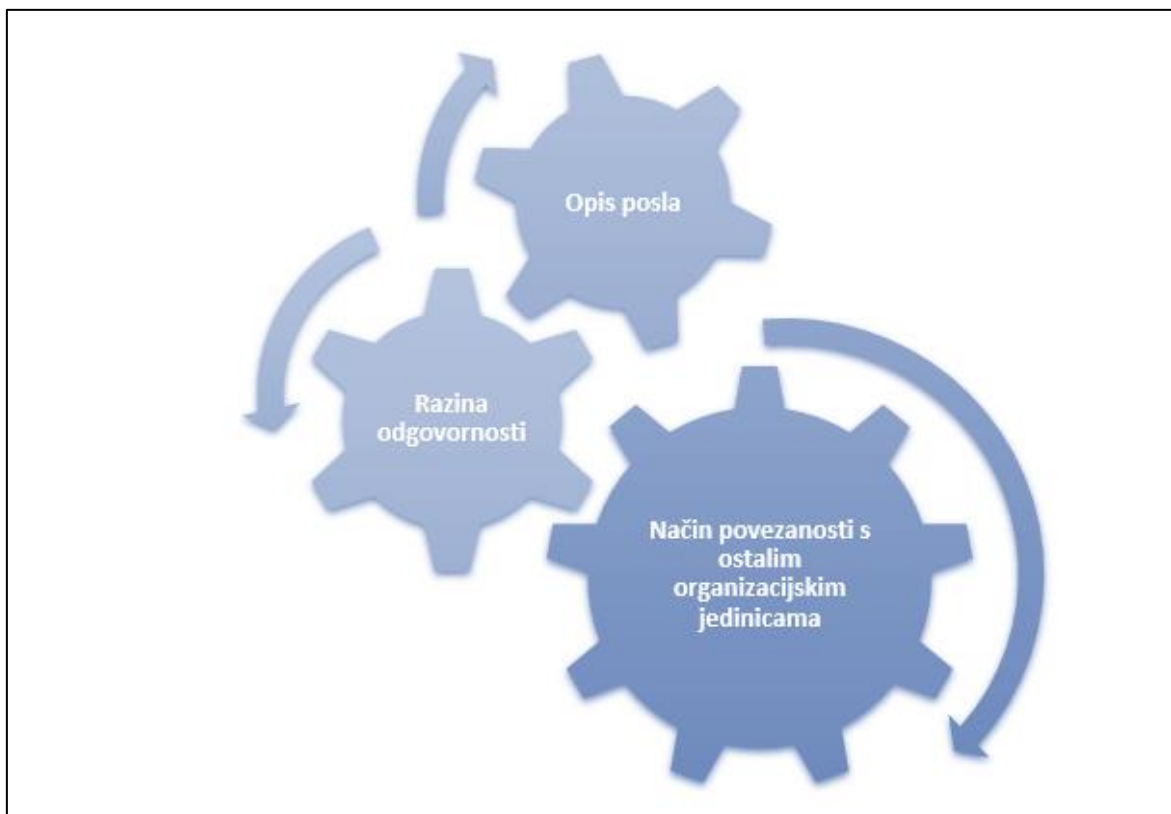 Opis posla
Razina
odgovornosti
Način povezanosti s
ostalim
organizacijskim
jedinicama